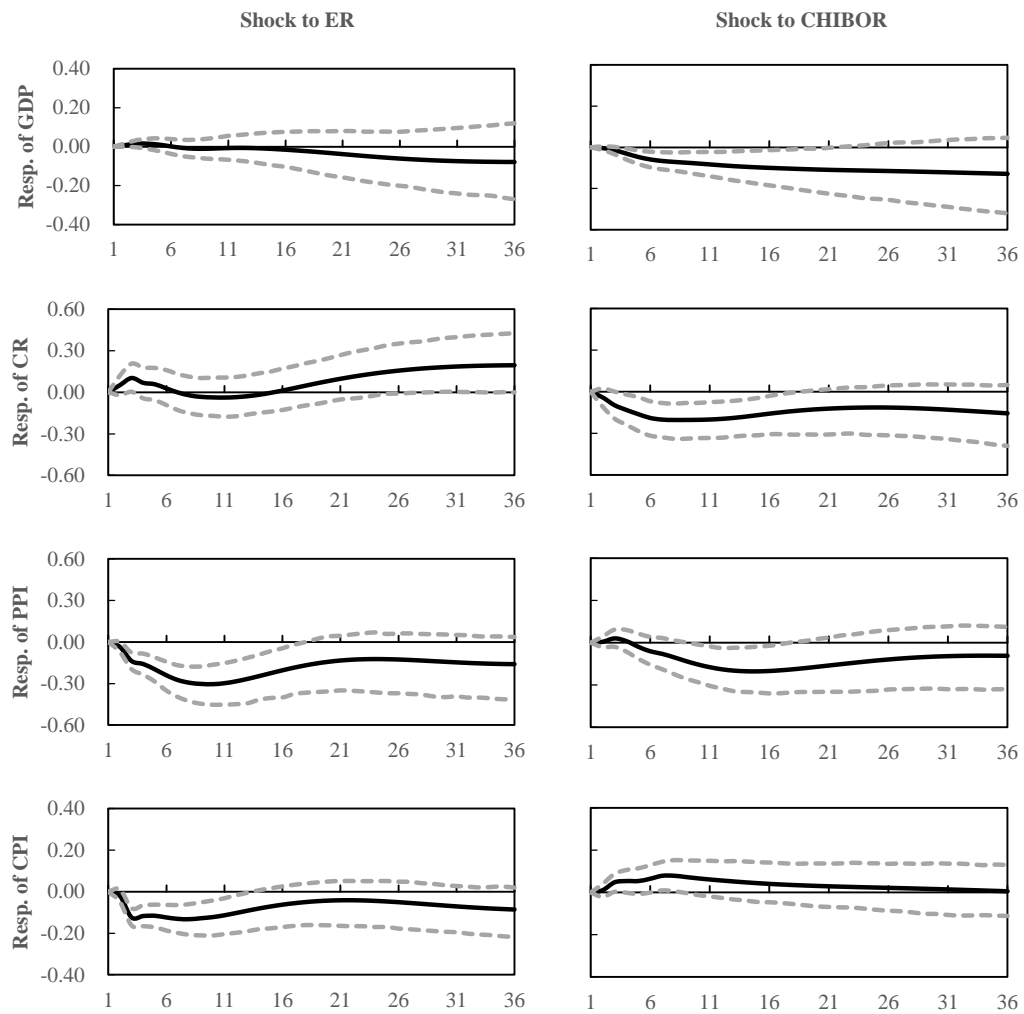 Shock to ER
Shock to CHIBOR
Resp. of GDP
0.40
0.20
0.00
-0.20
-0.40
1 6 11 16 21 26 31 36
1 6 11 16 21 26 31 36
Resp. of CR
0.60
0.30
0.00
-0.30
-0.60
1 6 11 16 21 26 31 36
1 6 11 16 21 26 31 36
Resp. of PPI
0.60
0.30
0.00
-0.30
-0.60
1 6 11 16 21 26 31 36
1 6 11 16 21 26 31 36
Resp. of CPI
0.40
0.20
0.00
-0.20
-0.40
1 6 11 16 21 26 31 36
1 6 11 16 21 26 31 36